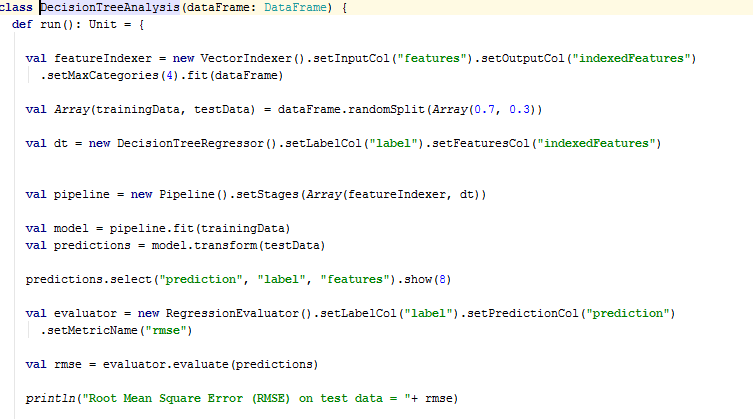 class DecisionTreeAnalysis(dataFrame: DataFrame) {
def run(): Unit = {
val featureIndexer = new VectorIndexer().setInputCol("features").setOutputCol("indexedFeatures")
.setMaxCategories(4).fit(dataFrame)
val Array(trainingData, testData) = dataFrame.randomSplit(Array(0.7, 0.3))
val dt = new DecisionTreeRegressor().setLabelCol("label").setFeaturesCol("indexedFeatures")
val pipeline = new Pipeline().setStages(Array(featureIndexer, dt))
val model = pipeline.fit(trainingData)
val predictions = model.transform(testData)
predictions.select("prediction", "label", "features").show(8)
val evaluator = new RegressionEvaluator().setLabelCol("label").setPredictionCol("prediction")
.setMetricName("rmse")
val rmse = evaluator.evaluate(predictions)
println("Root Mean Square Error (RMSE) on test data = "+ rmse)